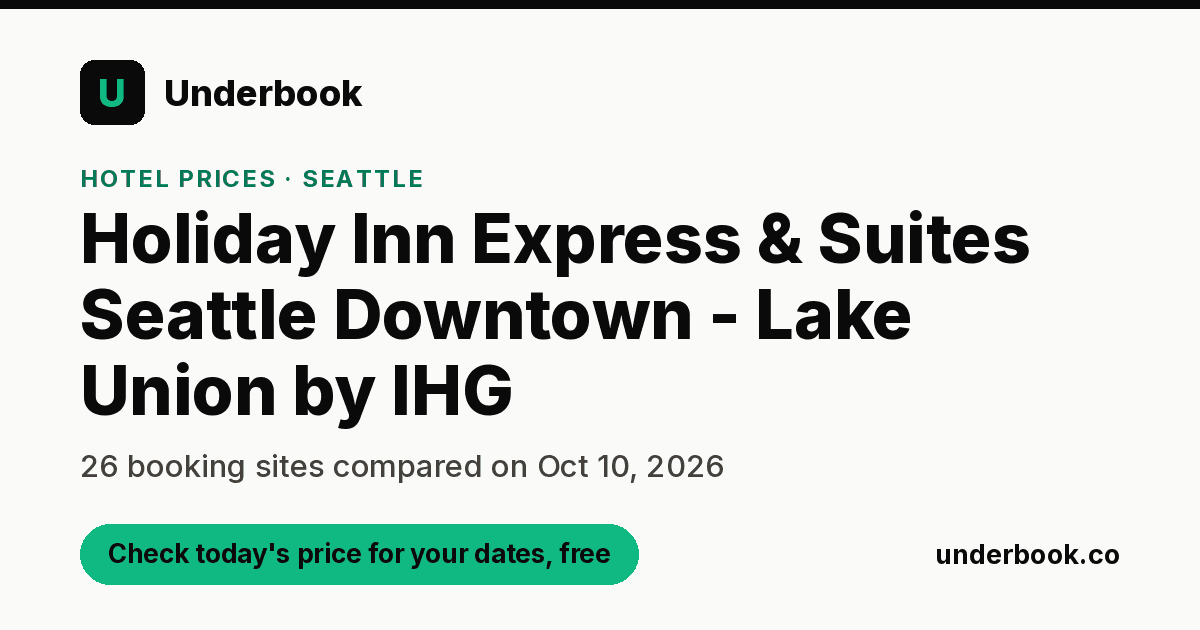 U Underbook
HOTEL PRICES · SEATTLE
Holiday Inn Express & Suites
Seattle Downtown - Lake
Union by IHG
26 booking sites compared on Oct 10, 2026
Check today's price for your dates, free
underbook.co